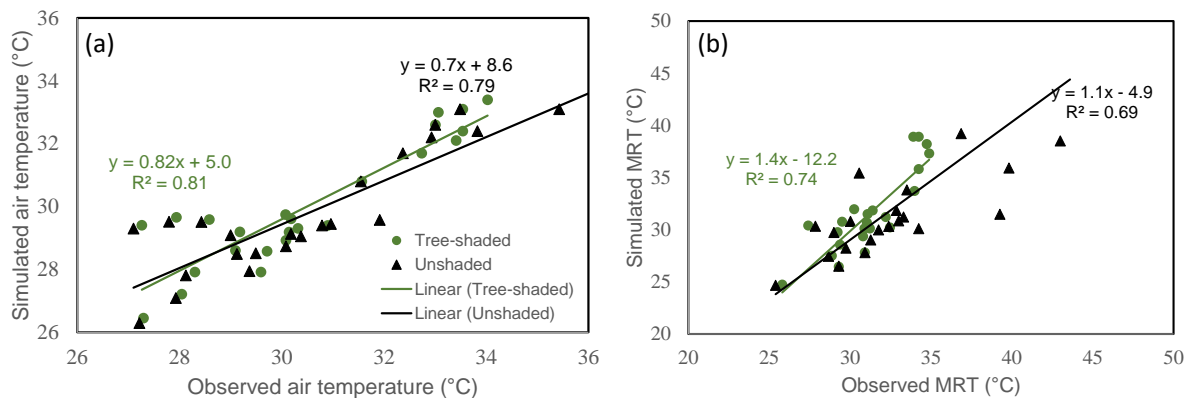 (a)
Simulated air temperature (°C)
36
34
32
30
28
26
y = 0.7x + 8.6
R² = 0.79
y = 0.82x + 5.0
R² = 0.81
Tree-shaded
Unshaded
Linear (Tree-shaded)
Linear (Unshaded)
26 28 30 32 34 36
Observed air temperature (°C)
(b)
Simulated MRT (°C)
50
45
40
35
30
25
20
y = 1.1x - 4.9
R² = 0.69
y = 1.4x - 12.2
R² = 0.74
20 25 30 35 40 45 50
Observed MRT (°C)